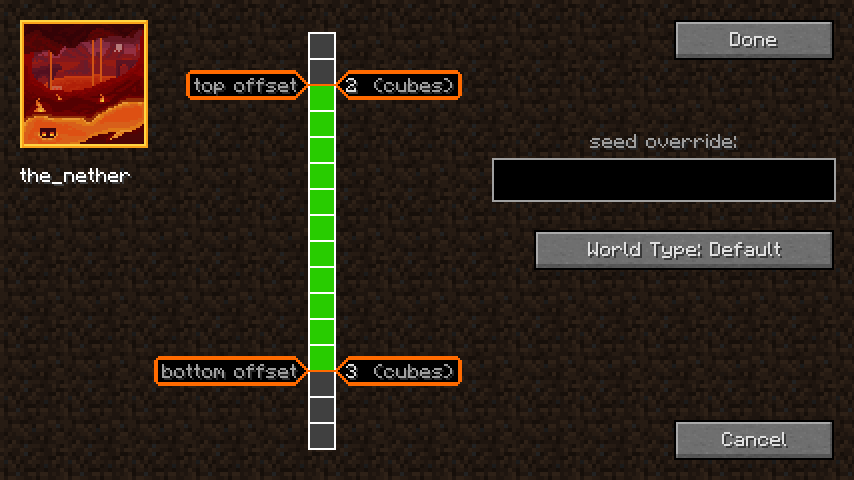 Done
top offset 2 (cubes)
seed override:
the_nether
World Type: Default
bottom offset 3 (cubes)
Cancel